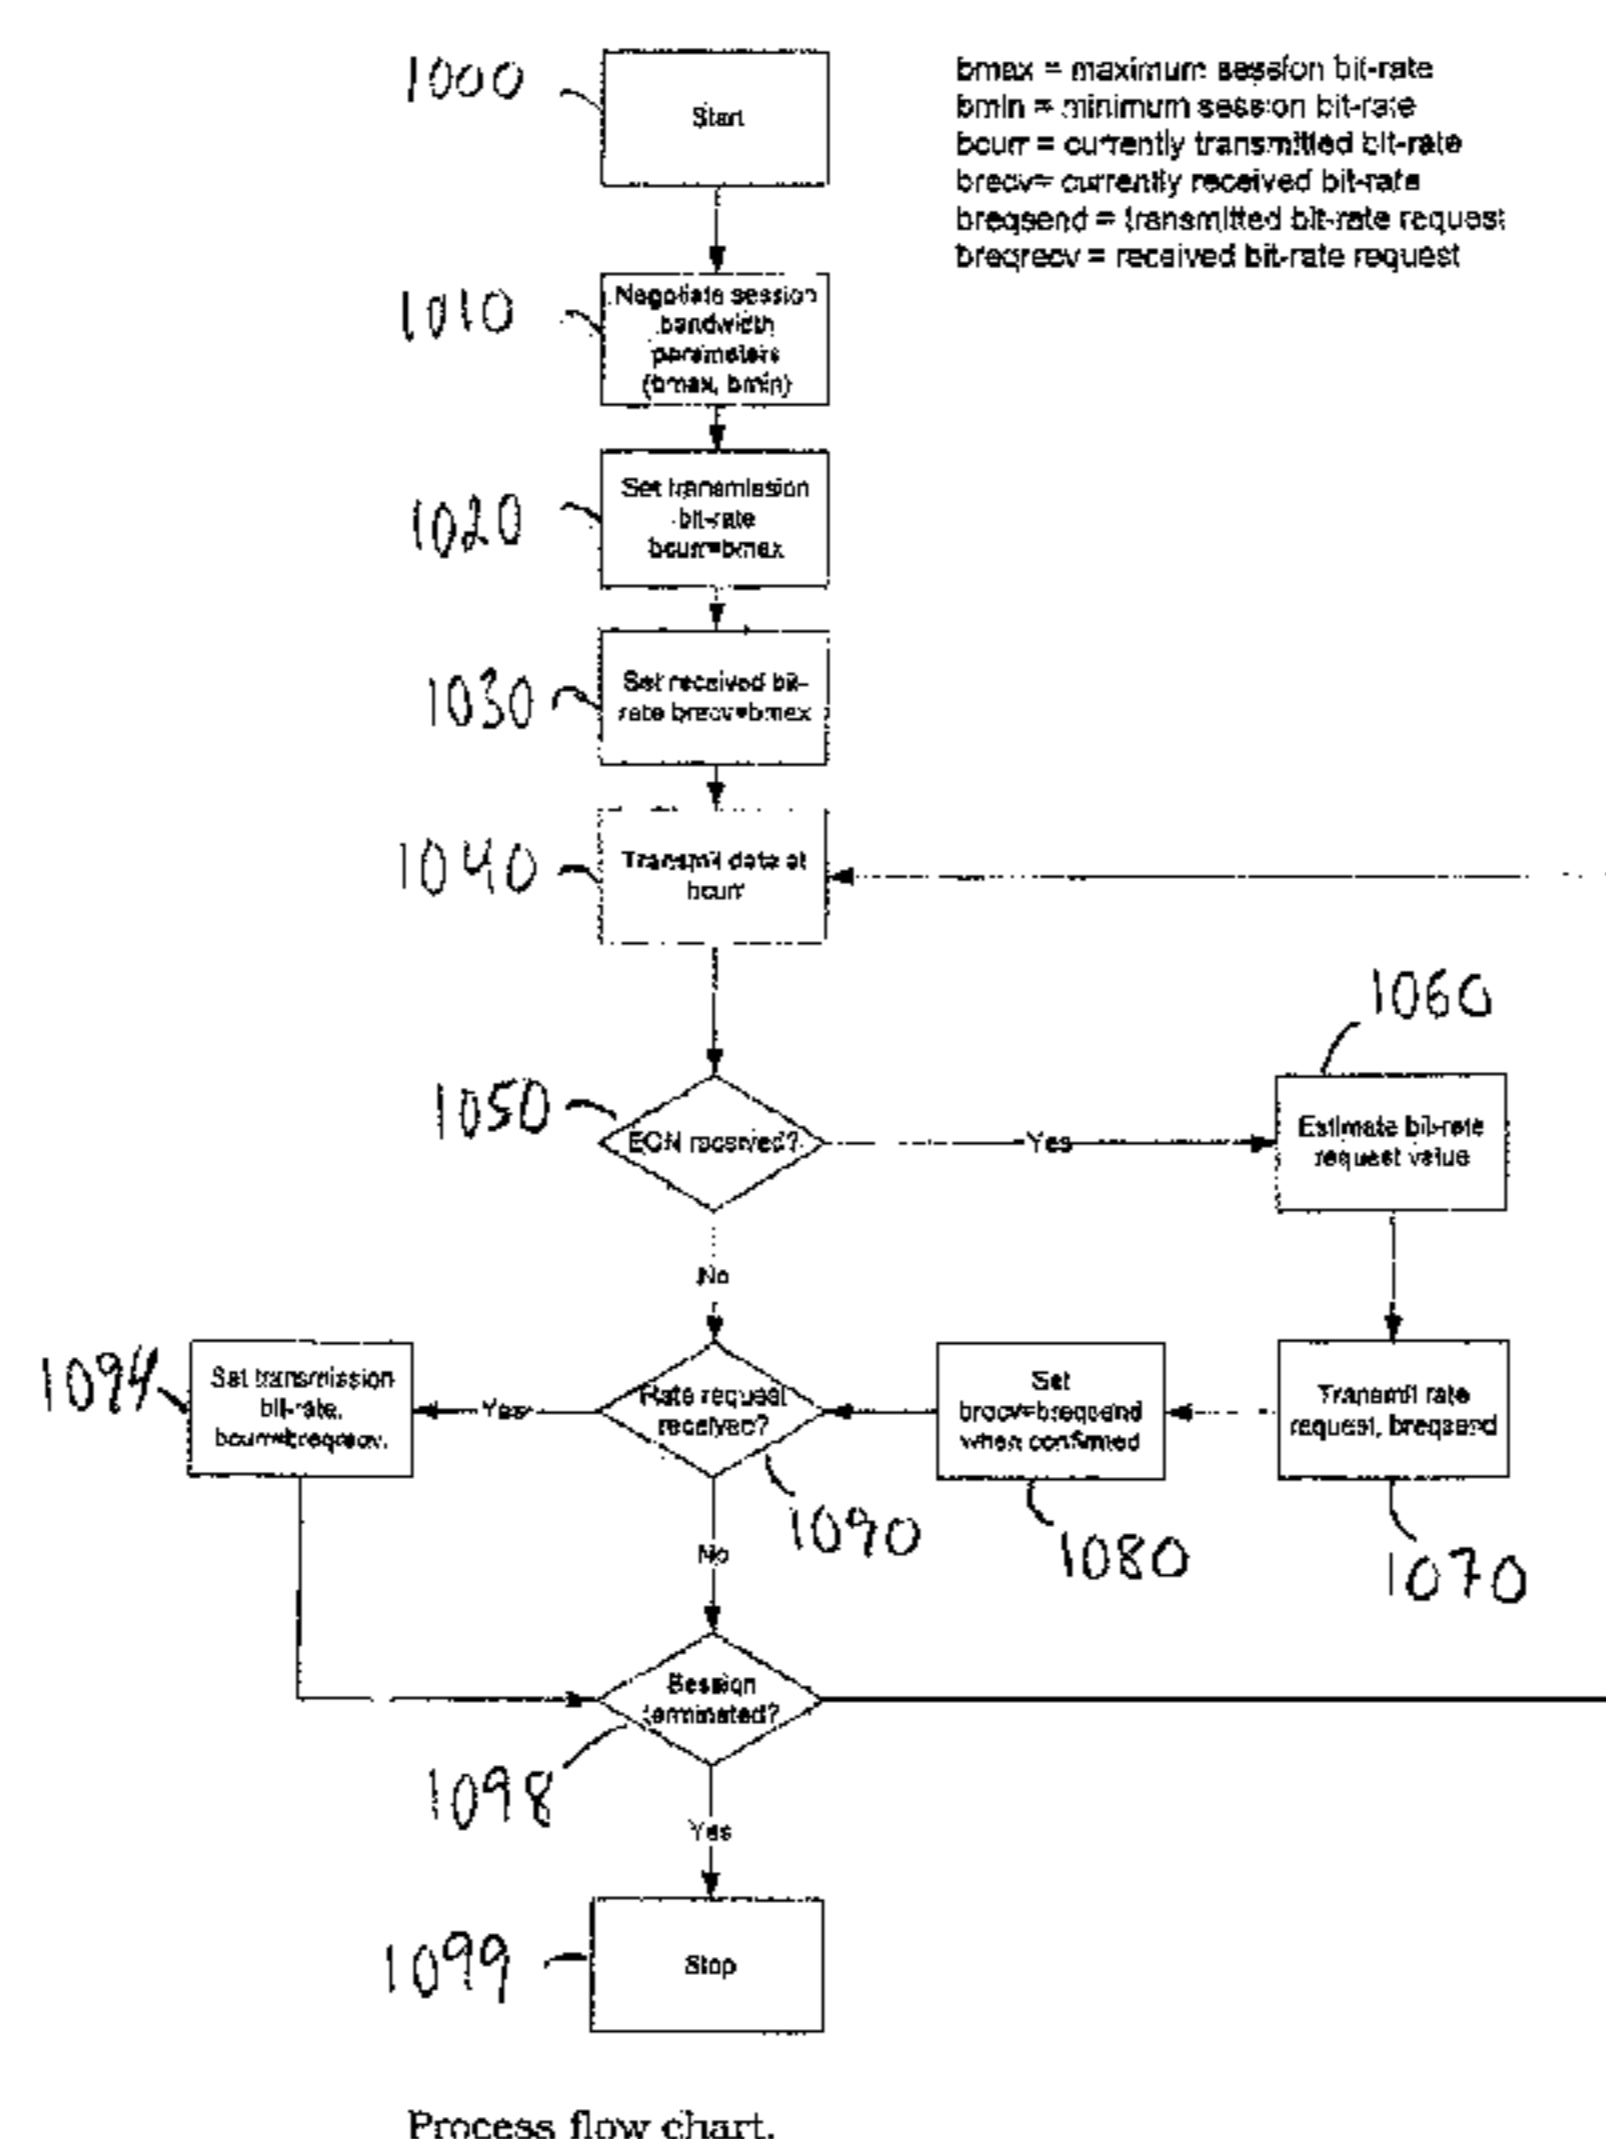 1000
Start
bmax = maximum session bit-rate
bmin = minimum session bit-rate
bcurr = currently transmitted bit-rate
brecv= currently received bit-rate
breqsend = transmitted bit-rate request
breqrecv = received bit-rate request
1010
Negotiate session
bandwidth
parameters
(bmax, bmin)
1020
Set transmission
bit-rate
bcurr=bmax
1030
Set received bit-
rate brecv=bmax
1040
Transmit data at
bcurr
1060
1050
ECN received?
Yes
Estimate bit-rate
request value
No
1094
Set transmission
bit-rate,
bcurr=breqrecv.
Yes
Rate request
received?
Set
brecv=breqsend
when confirmed
Transmit rate
request, breqsend
1090
1080
1070
No
Session
terminated?
1098
Yes
1099
Stop
Process flow chart.